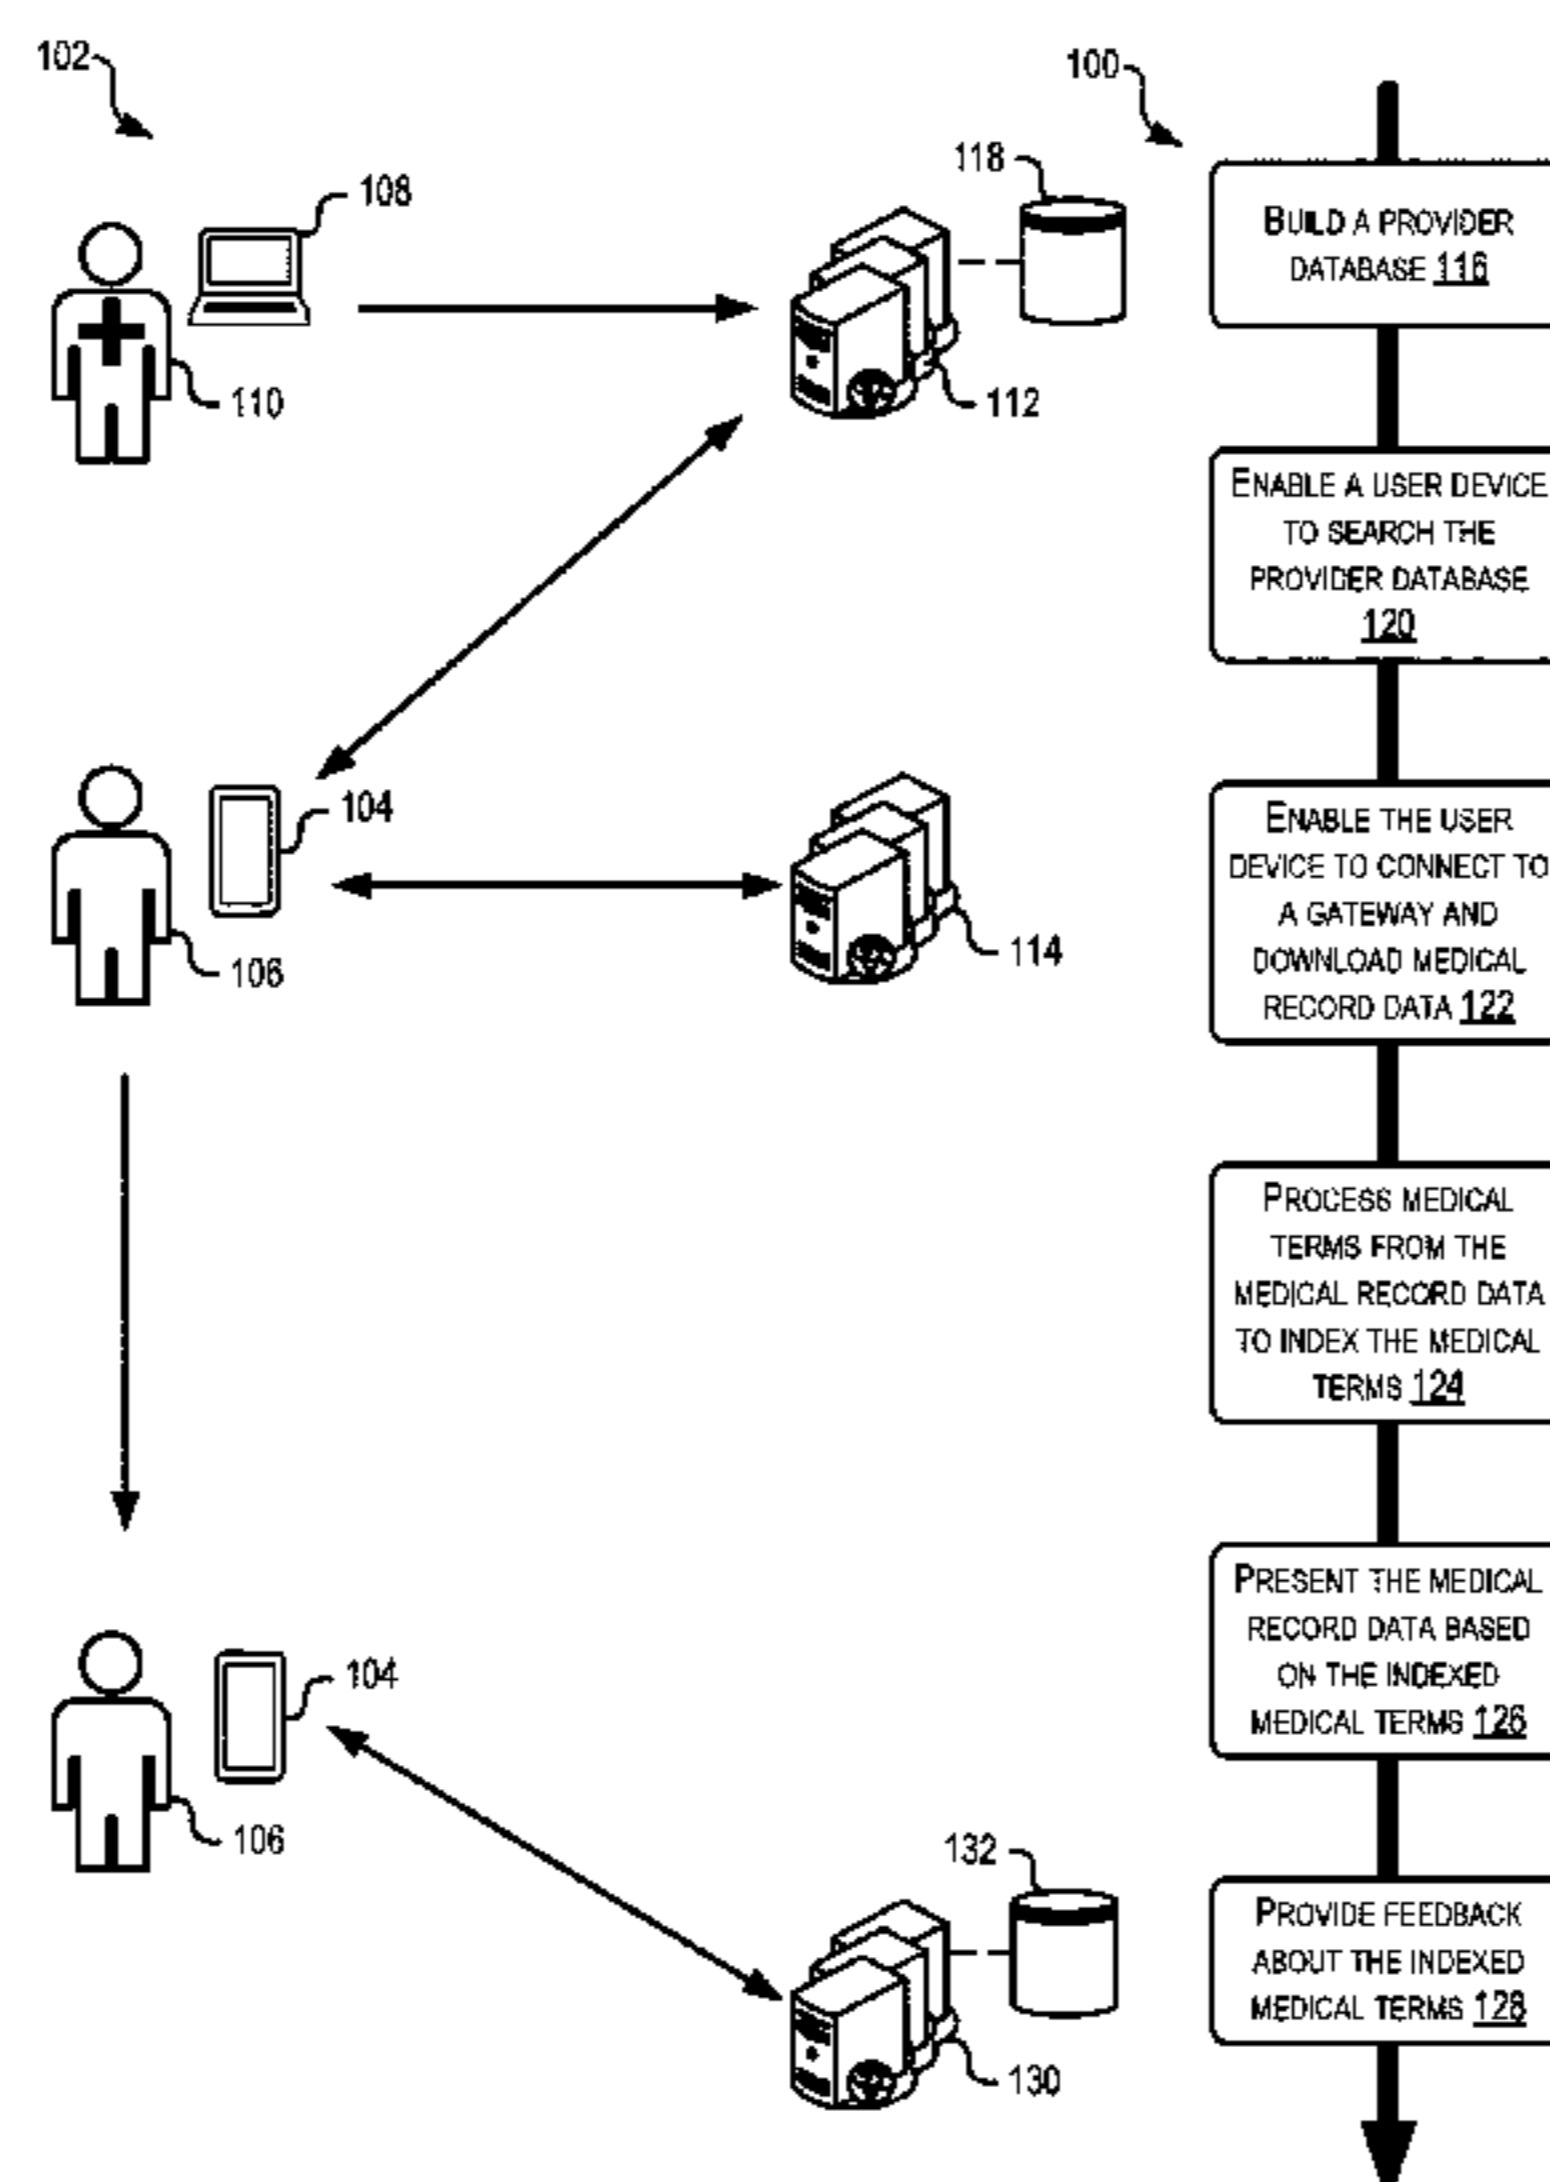 102
100
118
108
BUILD A PROVIDER
DATABASE 116
110
112
ENABLE A USER DEVICE
TO SEARCH THE
PROVIDER DATABASE
120
104
106
114
ENABLE THE USER
DEVICE TO CONNECT TO
A GATEWAY AND
DOWNLOAD MEDICAL
RECORD DATA 122
PROCESS MEDICAL
TERMS FROM THE
MEDICAL RECORD DATA
TO INDEX THE MEDICAL
TERMS 124
PRESENT THE MEDICAL
RECORD DATA BASED
ON THE INDEXED
MEDICAL TERMS 126
104
106
132
130
PROVIDE FEEDBACK
ABOUT THE INDEXED
MEDICAL TERMS 128